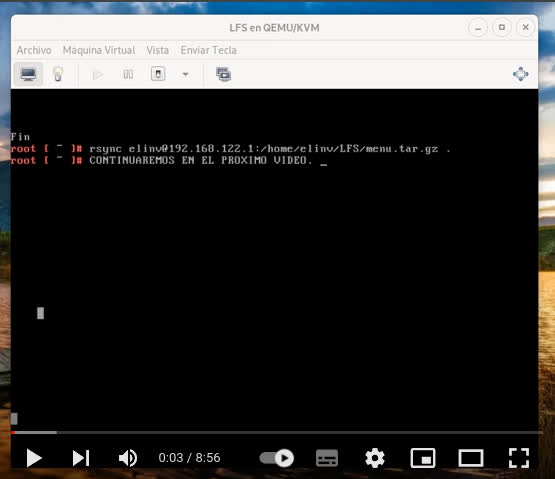 LFS en QEMU/KVM
Archivo Máquina Virtual Vista Enviar Tecla
Fin
root [ ~ ]# rsync elinv@192.168.122.1:/home/elinv/LFS/menu.tar.gz .
root [ ~ ]# CONTINUAREMOS EN EL PROXIMO VIDEO. _
0:03 / 8:56